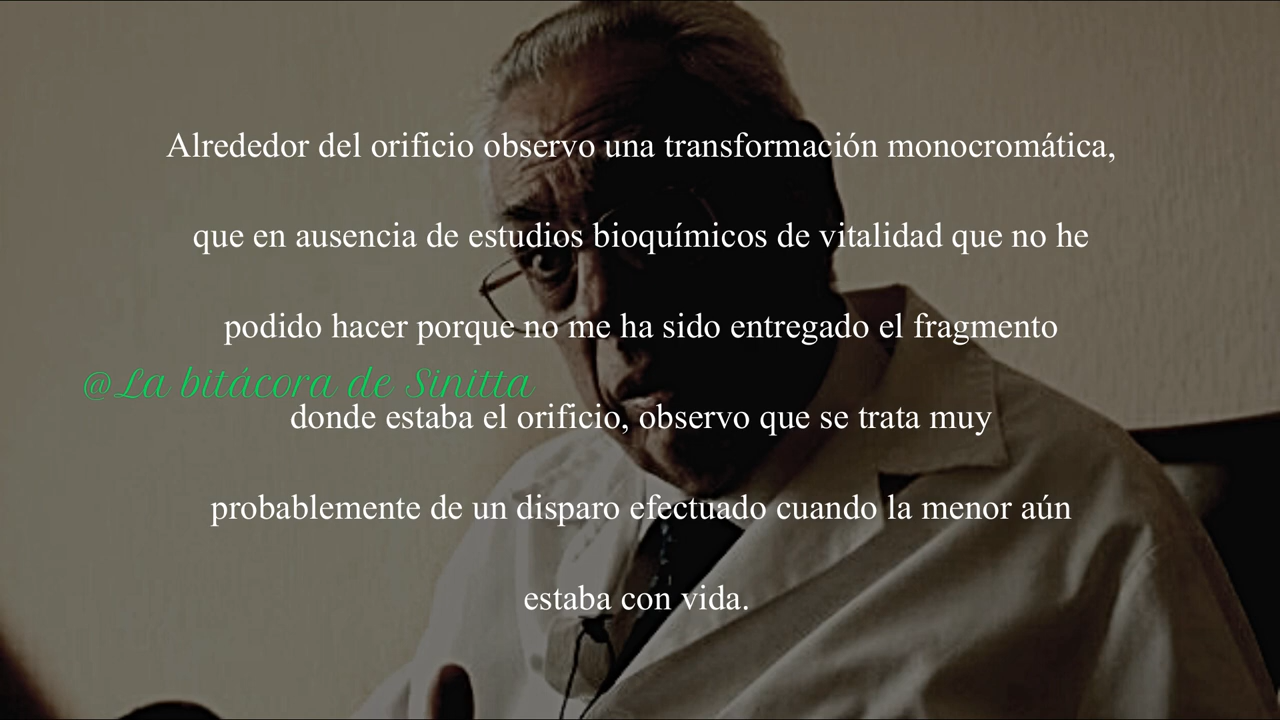 Alrededor del orificio observo una transformación monocromática,
que en ausencia de estudios bioquímicos de vitalidad que no he
podido hacer porque no me ha sido entregado el fragmento
@La bitácora de Sinitta
donde estaba el orificio, observo que se trata muy
probablemente de un disparo efectuado cuando la menor aún
estaba con vida.